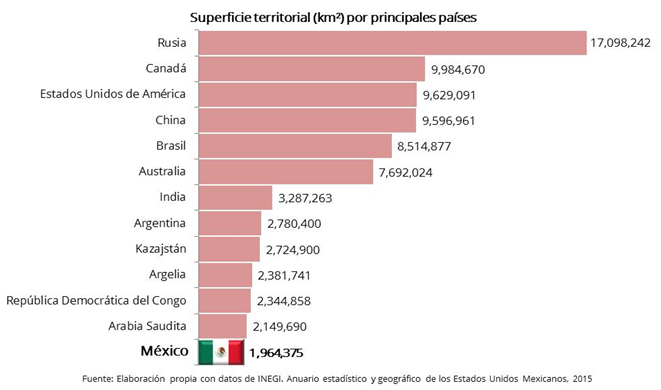 Superficie territorial (km²) por principales países
Rusia 17,098,242
Canadá 9,984,670
Estados Unidos de América 9,629,091
China 9,596,961
Brasil 8,514,877
Australia 7,692,024
India 3,287,263
Argentina 2,780,400
Kazajstán 2,724,900
Argelia 2,381,741
República Democrática del Congo 2,344,858
Arabia Saudita 2,149,690
México 1,964,375
Fuente: Elaboración propia con datos de INEGI. Anuario estadístico y geográfico de los Estados Unidos Mexicanos, 2015